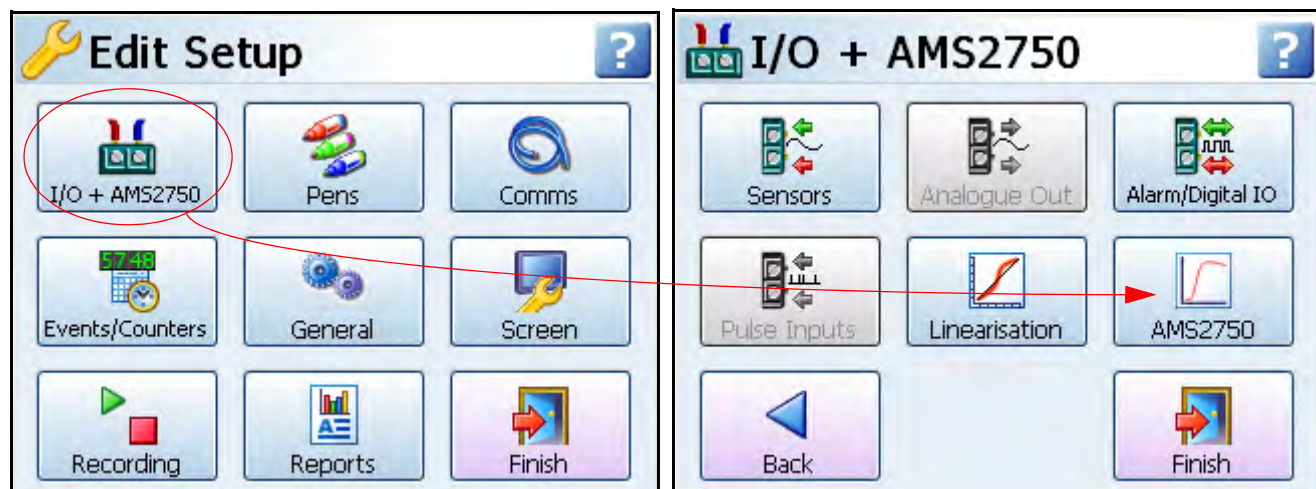 Edit Setup
?
I/O + AMS2750
Pens
Comms
5748
Events/Counters
General
Screen
Recording
A
Reports
Finish
I/O + AMS2750
?
Sensors
Analogue Out
Alarm/Digital IO
Pulse Inputs
Linearisation
AMS2750
Back
Finish